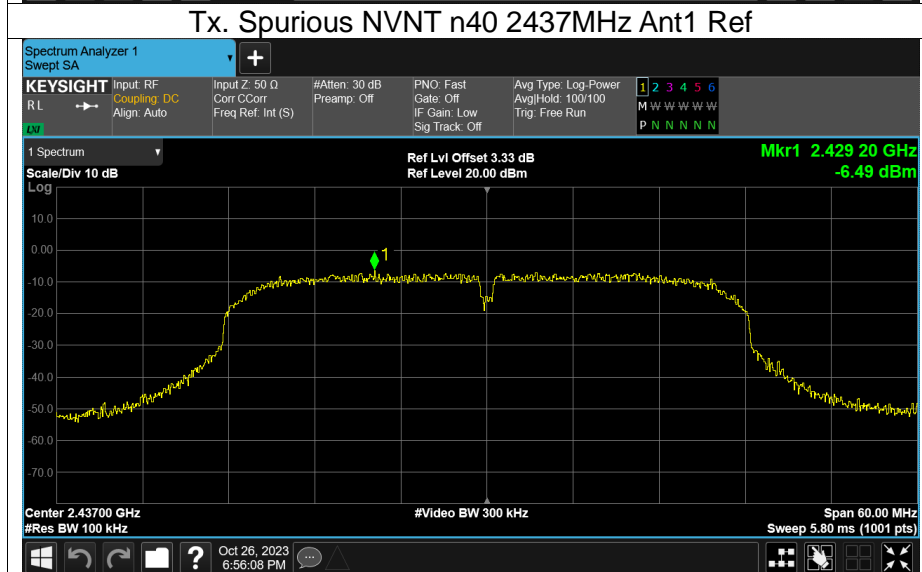 Tx. Spurious NVNT n40 2437MHz Ant1 Ref
Spectrum Analyzer 1
Swept SA
+
KEYSIGHT
R L
LXI
Input: RF
Coupling: DC
Align: Auto
Input Z: 50 Ω
Corr CCorr
Freq Ref: Int (S)
#Atten: 30 dB
Preamp: Off
PNO: Fast
Gate: Off
IF Gain: Low
Sig Track: Off
Avg Type: Log-Power
Avg|Hold: 100/100
Trig: Free Run
1 2 3 4 5 6
M W W W W W
P N N N N N
1 Spectrum
Scale/Div 10 dB
Ref Lvl Offset 3.33 dB
Ref Level 20.00 dBm
Mkr1 2.429 20 GHz
-6.49 dBm
Log
10.0
0.00
-10.0
-20.0
-30.0
-40.0
-50.0
-60.0
-70.0
1
Center 2.43700 GHz
#Res BW 100 kHz
#Video BW 300 kHz
Span 60.00 MHz
Sweep 5.80 ms (1001 pts)
?
Oct 26, 2023
6:56:08 PM